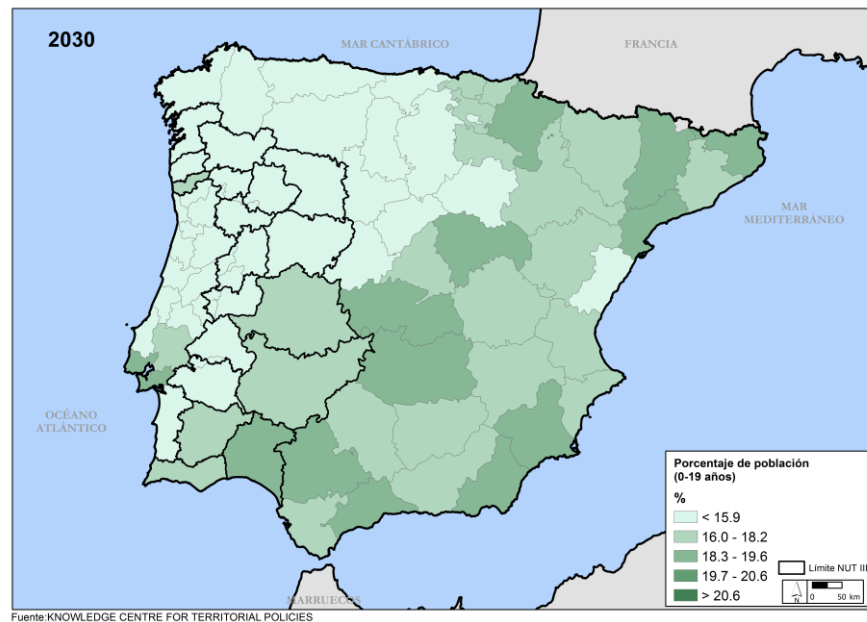 2030
MAR CANTÁBRICO
FRANCIA
MAR
MEDITERRÁNEO
OCÉANO
ATLÁNTICO
MARRUECOS
Porcentaje de población
(0-19 años)
%
< 15.9
16.0 - 18.2
18.3 - 19.6
19.7 - 20.6
> 20.6
Límite NUT III
N
0 50 km
Fuente:KNOWLEDGE CENTRE FOR TERRITORIAL POLICIES